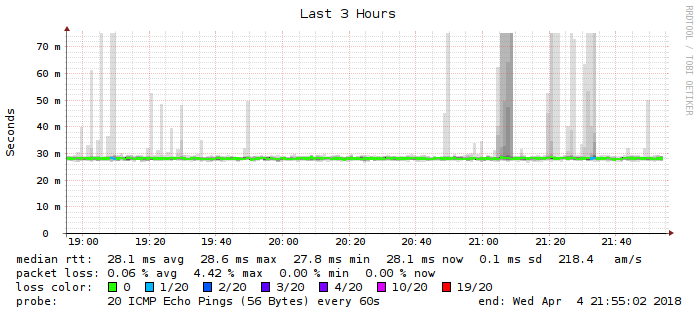 Last 3 Hours
RRDTOOL / TOBI OETIKER
Seconds
70 m
60 m
50 m
40 m
30 m
20 m
10 m
0
19:00 19:20 19:40 20:00 20:20 20:40 21:00 21:20 21:40
median rtt: 28.1 ms avg 28.6 ms max 27.8 ms min 28.1 ms now 0.1 ms sd 218.4 am/s
packet loss: 0.06 % avg 4.42 % max 0.00 % min 0.00 % now
loss color: 0 1/20 2/20 3/20 4/20 10/20 19/20
probe: 20 ICMP Echo Pings (56 Bytes) every 60s end: Wed Apr 4 21:55:02 2018